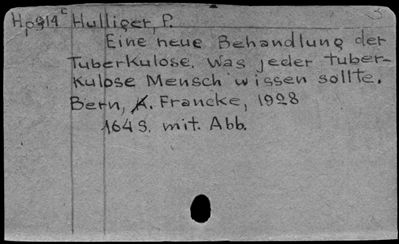 Hp914c Hulliger, P.
Eine neue Behandlung der
Tuberkulose. Was jeder tuber-
kulose Mensch wissen sollte.
Bern, A. Francke, 1928
164 S. mit. Abb.